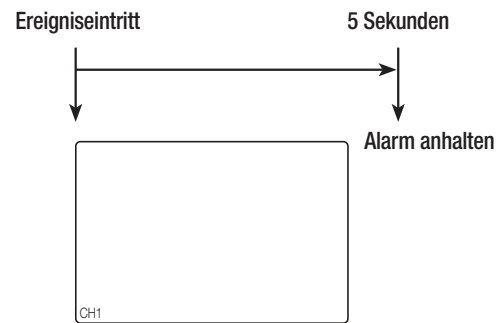 Ereigniseintritt
5 Sekunden
Alarm anhalten
CH1